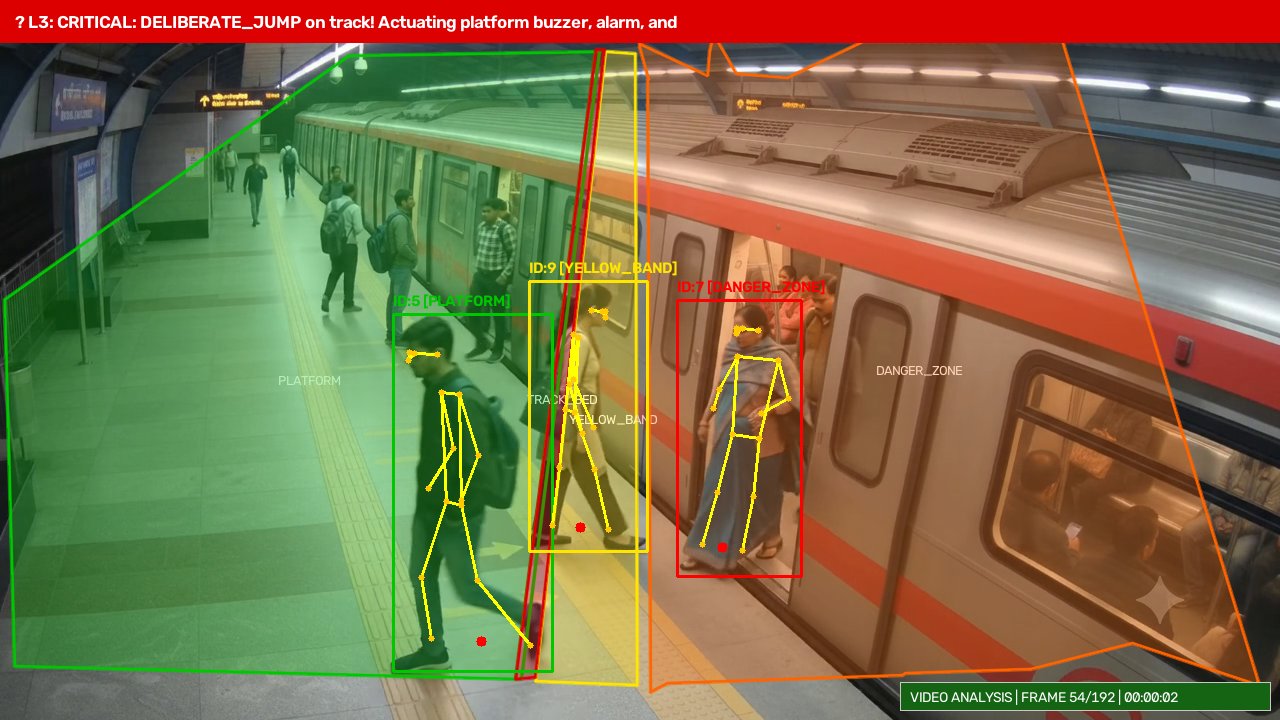 ? L3: CRITICAL: DELIBERATE_JUMP on track! Actuating platform buzzer, alarm, and
ID:9 [YELLOW_BAND]
ID:7 [DANGER_ZONE]
ID:5 [PLATFORM]
DANGER_ZONE
PLATFORM
TRACK_BED
YELLOW_BAND
VIDEO ANALYSIS | FRAME 54/192 | 00:00:02